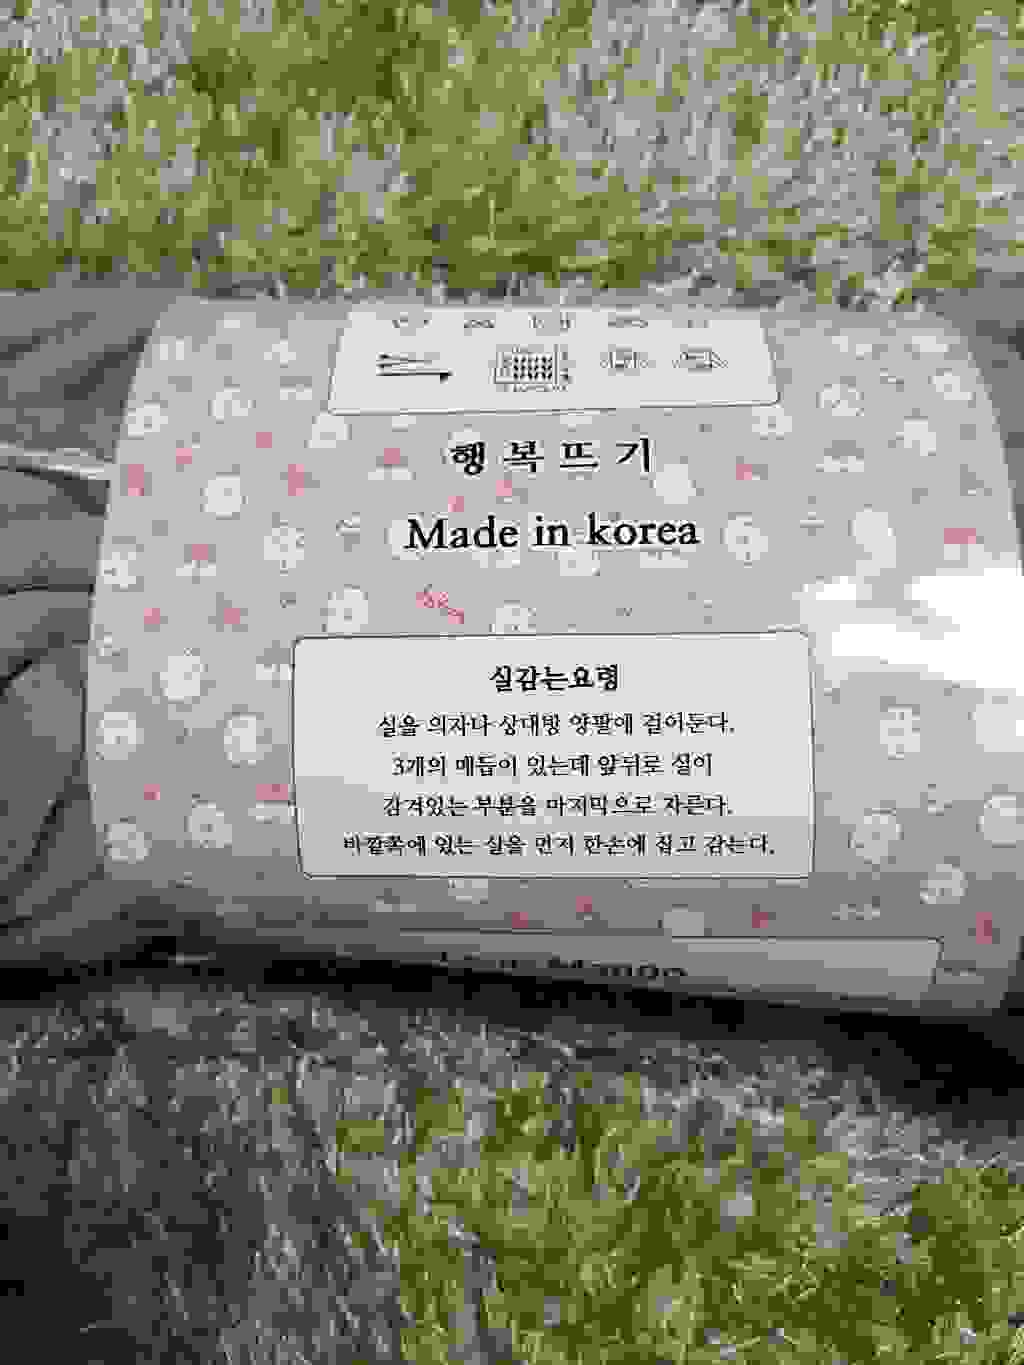 행복뜨기
Made in korea
실감는요령
실을 의자나 상대방 양팔에 걸어둔다.
3개의 매듭이 있는데 앞뒤로 실이
감겨있는 부분을 마지막으로 자른다.
바깥쪽에 있는 실을 먼저 한손에 잡고 감는다.